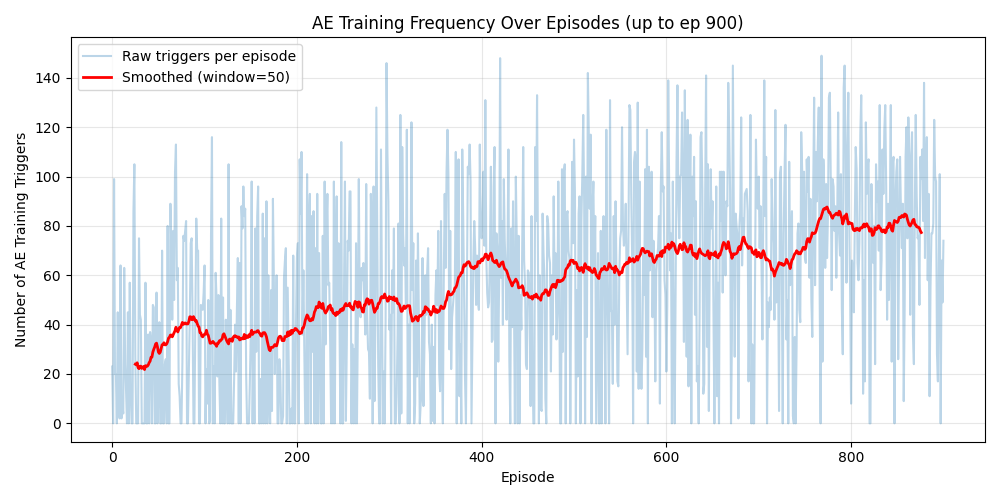 AE Training Frequency Over Episodes (up to ep 900)
Raw triggers per episode
Smoothed (window=50)
Number of AE Training Triggers
140
120
100
80
60
40
20
0
0 200 400 600 800
Episode